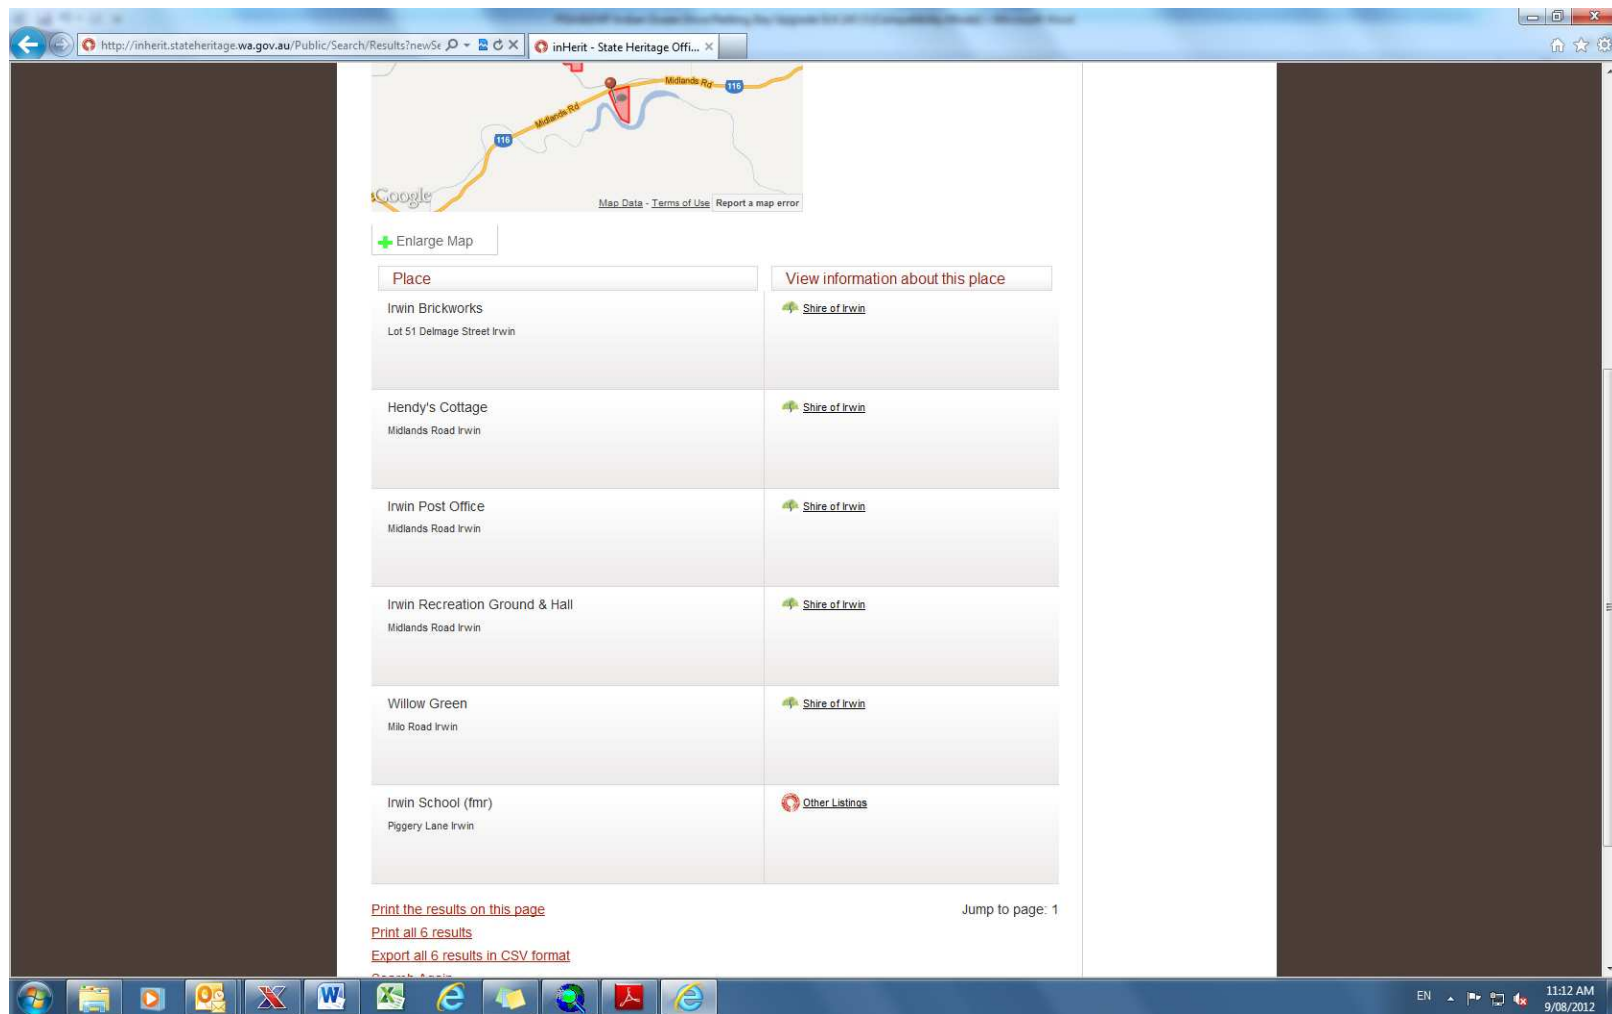 http://inherit.stateheritage.wa.gov.au/Public/Search/Results?newSe
inHerit - State Heritage Offi...
Midlands Rd
116
Midlands Rd
116
Google
Map Data - Terms of Use Report a map error
Enlarge Map
Place View information about this place
Irwin Brickworks Shire of Irwin
Lot 51 Delmage Street Irwin
Hendy's Cottage Shire of Irwin
Midlands Road Irwin
Irwin Post Office Shire of Irwin
Midlands Road Irwin
Irwin Recreation Ground & Hall Shire of Irwin
Midlands Road Irwin
Willow Green Shire of Irwin
Milo Road Irwin
Irwin School (fmr) Other Listings
Piggery Lane Irwin
Print the results on this page Jump to page: 1
Print all 6 results
Export all 6 results in CSV format
Search Again
EN 11:12 AM
9/08/2012